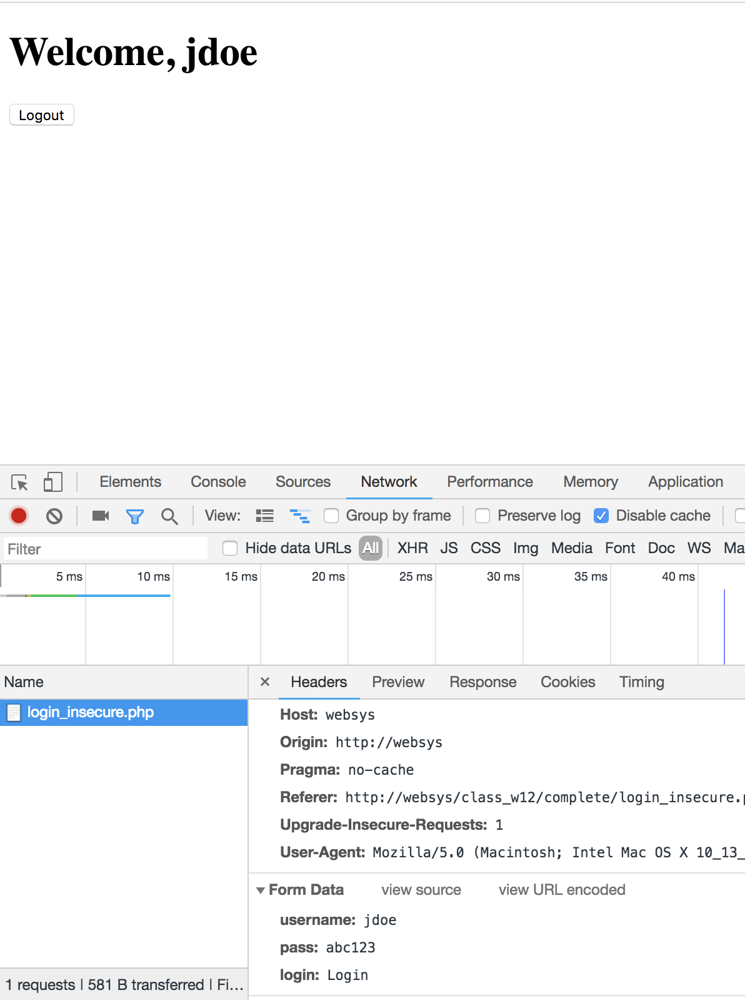 Welcome, jdoe
Logout
Elements Console Sources Network Performance Memory Application
View: Group by frame Preserve log Disable cache
Filter Hide data URLs All XHR JS CSS Img Media Font Doc WS Ma
5 ms 10 ms 15 ms 20 ms 25 ms 30 ms 35 ms 40 ms
Name
× Headers Preview Response Cookies Timing
login_insecure.php
Host: websys
Origin: http://websys
Pragma: no-cache
Referer: http://websys/class_w12/complete/login_insecure.p
Upgrade-Insecure-Requests: 1
User-Agent: Mozilla/5.0 (Macintosh; Intel Mac OS X 10_13_
Form Data view source view URL encoded
username: jdoe
pass: abc123
login: Login
1 requests | 581 B transferred | Fi...